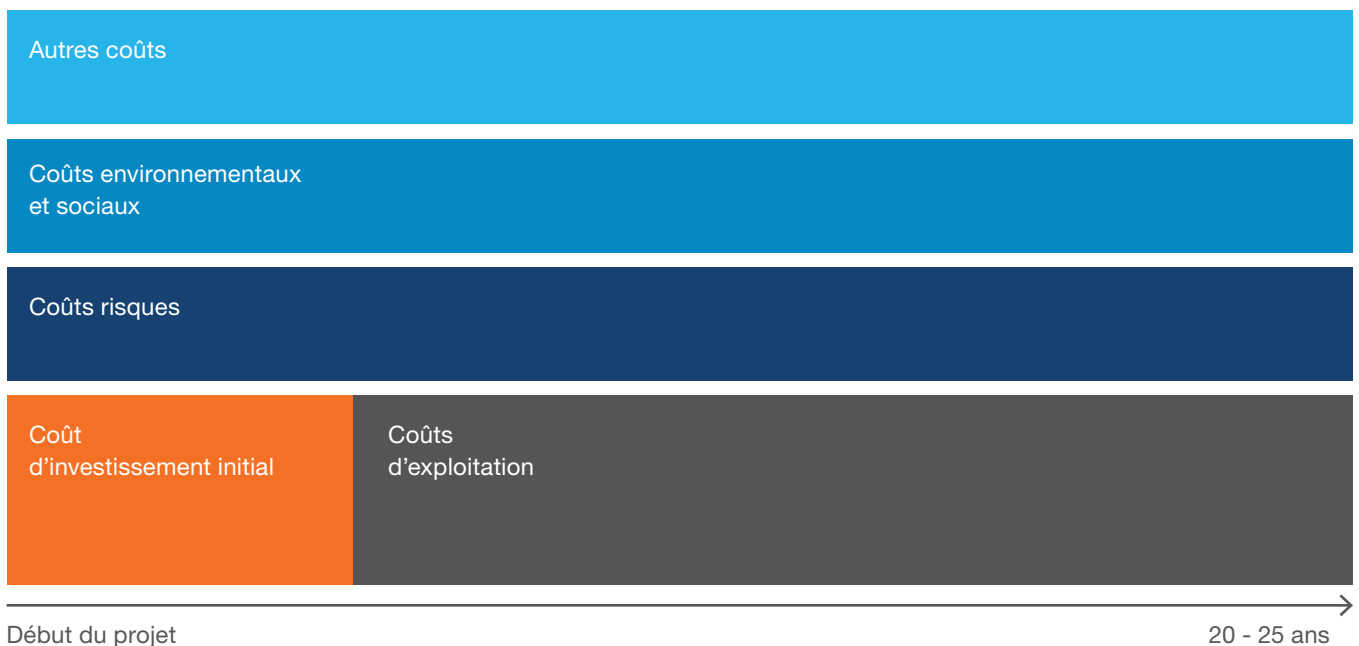 Autres coûts
Coûts environnementaux
et sociaux
Coûts risques
Coût
d’investissement initial
Coûts
d’exploitation
Début du projet
20 - 25 ans